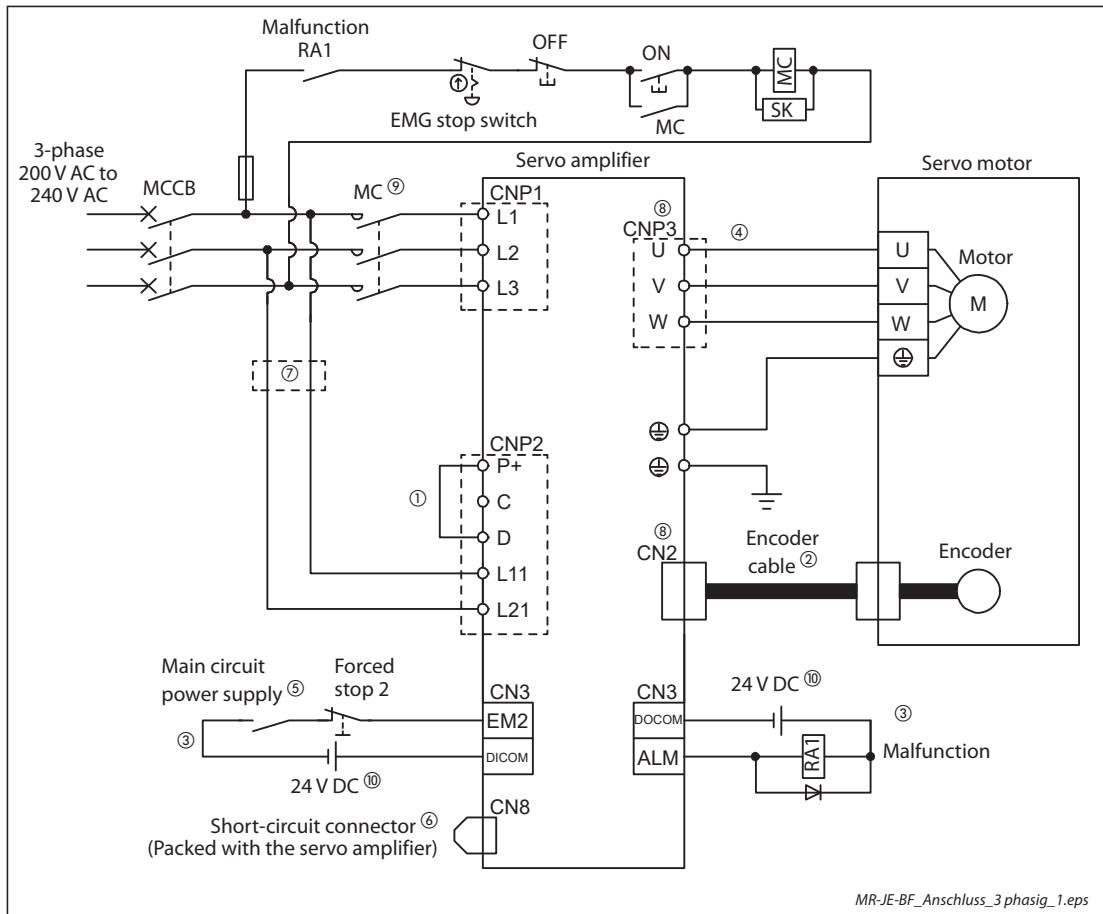 Malfunction
RA1
OFF
ON
MC
SK
EMG stop switch
MC
3-phase
200 V AC to
240 V AC
MCCB
MC ⑨
Servo amplifier
Servo motor
CNP1
L1
L2
L3
⑧
CNP3
U
V
W
④
U
V
W
Motor
M
⑦
CNP2
P+
C
D
L11
L21
①
⑧
CN2
Encoder
cable ②
Encoder
Main circuit
power supply ⑤
Forced
stop 2
③
24 V DC ⑩
CN3
EM2
DICOM
CN3
DOCOM
ALM
24 V DC ⑩
③
RA1
Malfunction
CN8
Short-circuit connector ⑥
(Packed with the servo amplifier)
MR-JE-BF_Anschluss_3 phasig_1.eps